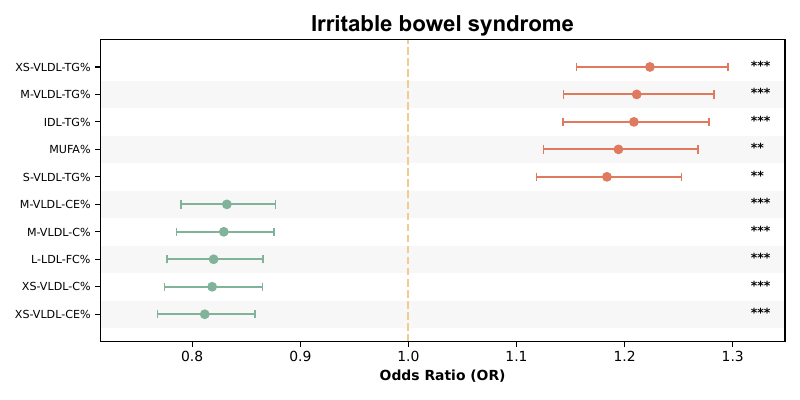 Irritable bowel syndrome
XS-VLDL-TG% ***
M-VLDL-TG% ***
IDL-TG% ***
MUFA% **
S-VLDL-TG% **
M-VLDL-CE% ***
M-VLDL-C% ***
L-LDL-FC% ***
XS-VLDL-C% ***
XS-VLDL-CE% ***
0.8 0.9 1.0 1.1 1.2 1.3
Odds Ratio (OR)